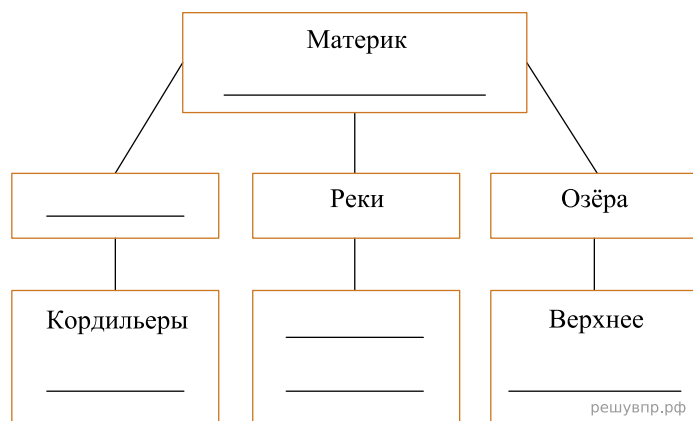 Материк
Реки
Озёра
Кордильеры
Верхнее
решувпр.рф